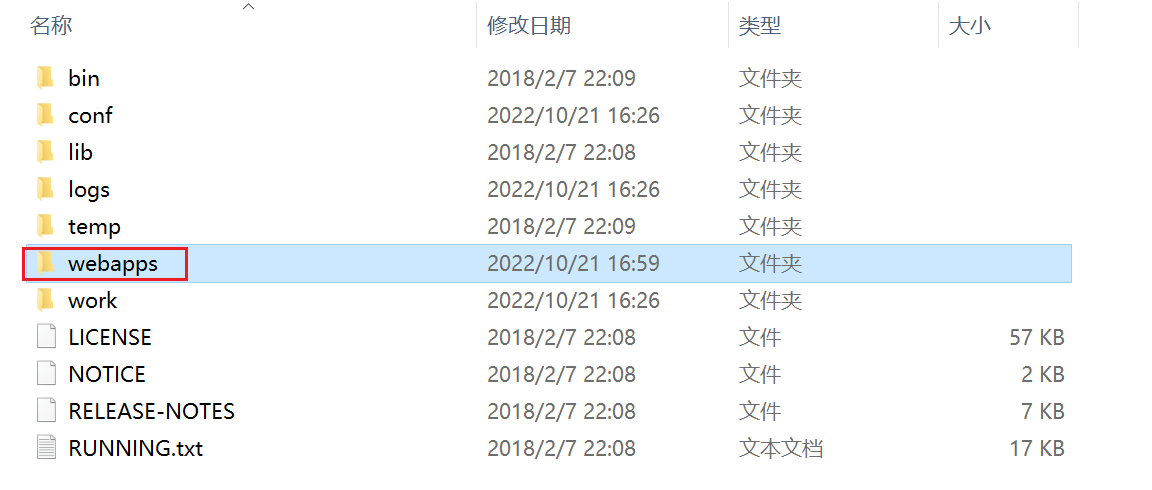 名称 修改日期 类型 大小
bin 2018/2/7 22:09 文件夹
conf 2022/10/21 16:26 文件夹
lib 2018/2/7 22:08 文件夹
logs 2022/10/21 16:26 文件夹
temp 2018/2/7 22:09 文件夹
webapps 2022/10/21 16:59 文件夹
work 2022/10/21 16:26 文件夹
LICENSE 2018/2/7 22:08 文件 57 KB
NOTICE 2018/2/7 22:08 文件 2 KB
RELEASE-NOTES 2018/2/7 22:08 文件 7 KB
RUNNING.txt 2018/2/7 22:08 文本文档 17 KB